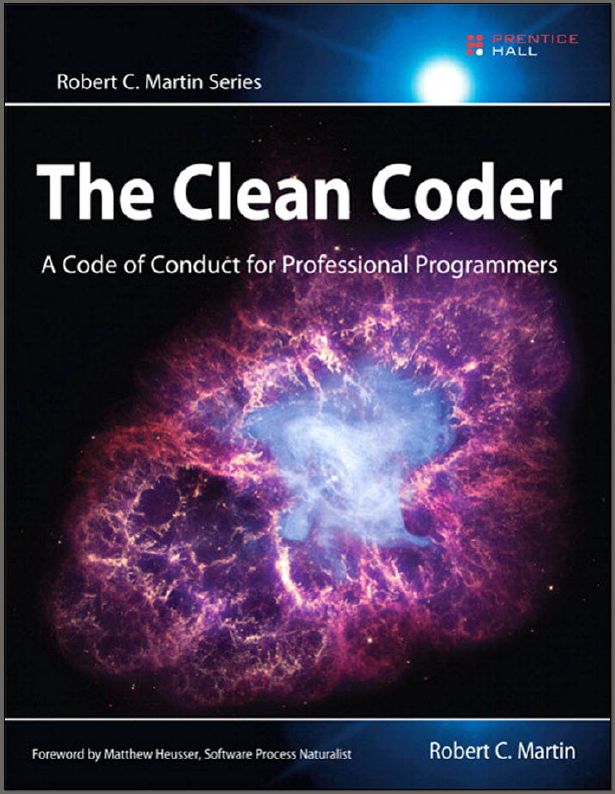 PRENTICE
HALL
Robert C. Martin Series
The Clean Coder
A Code of Conduct for Professional Programmers
Foreword by Matthew Heusser, Software Process Naturalist
Robert C. Martin